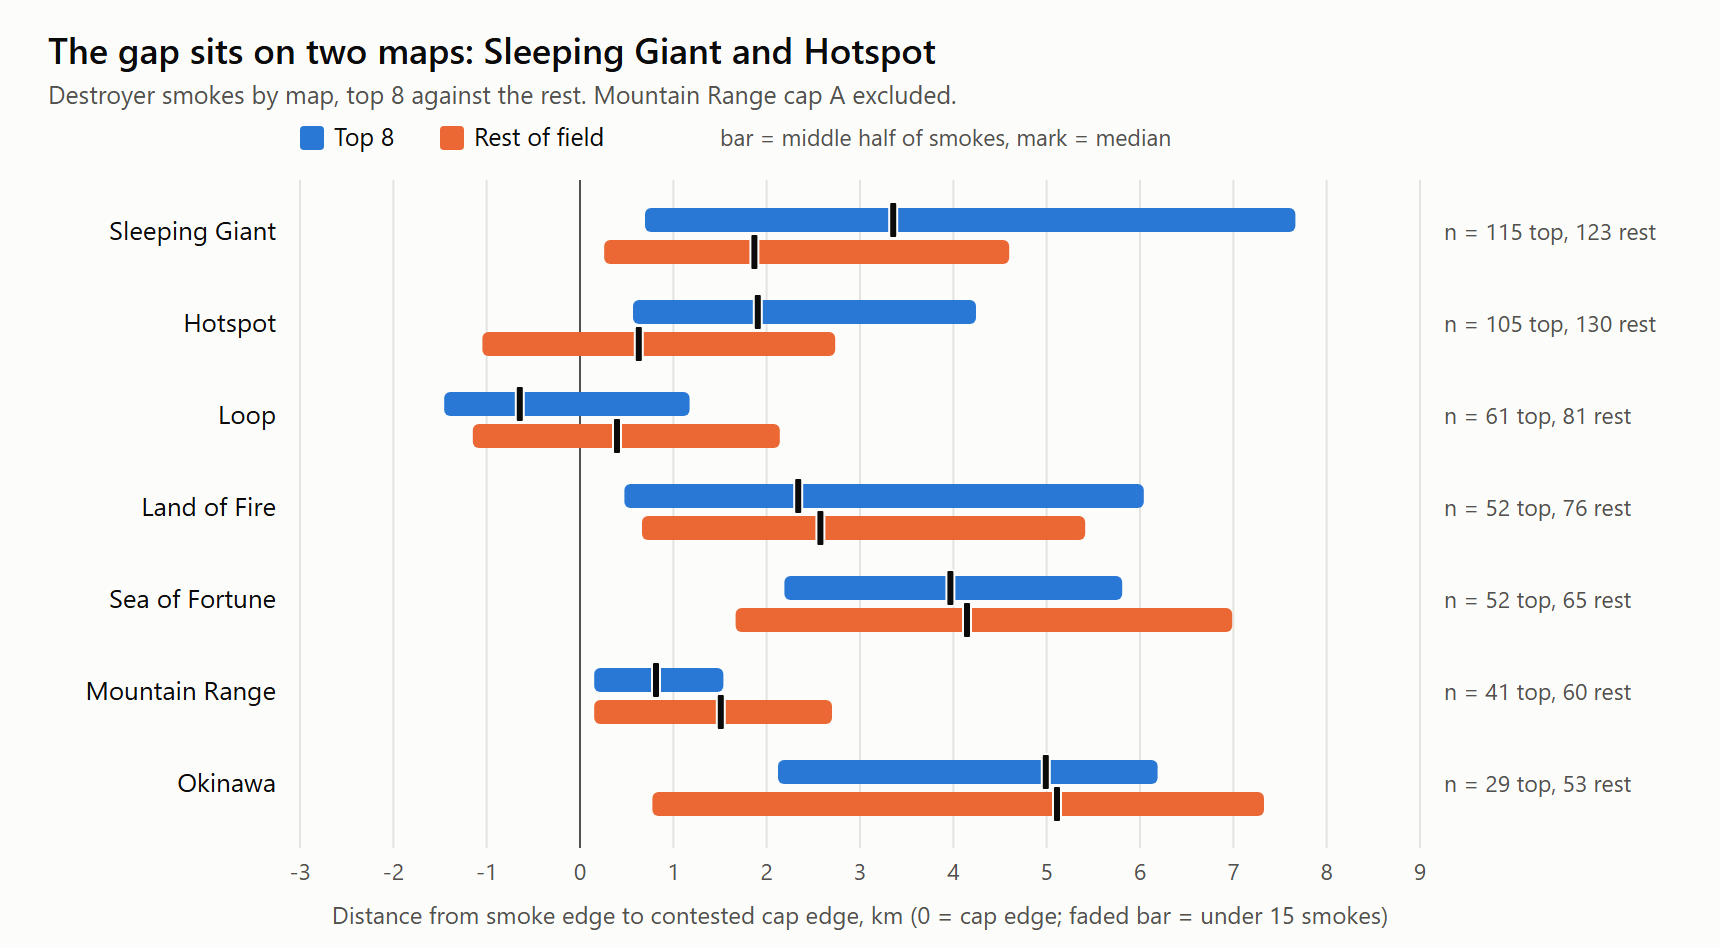 The gap sits on two maps: Sleeping Giant and Hotspot
Destroyer smokes by map, top 8 against the rest. Mountain Range cap A excluded.
Top 8 Rest of field bar = middle half of smokes, mark = median
Sleeping Giant n = 115 top, 123 rest
Hotspot n = 105 top, 130 rest
Loop n = 61 top, 81 rest
Land of Fire n = 52 top, 76 rest
Sea of Fortune n = 52 top, 65 rest
Mountain Range n = 41 top, 60 rest
Okinawa n = 29 top, 53 rest
-3 -2 -1 0 1 2 3 4 5 6 7 8 9
Distance from smoke edge to contested cap edge, km (0 = cap edge; faded bar = under 15 smokes)